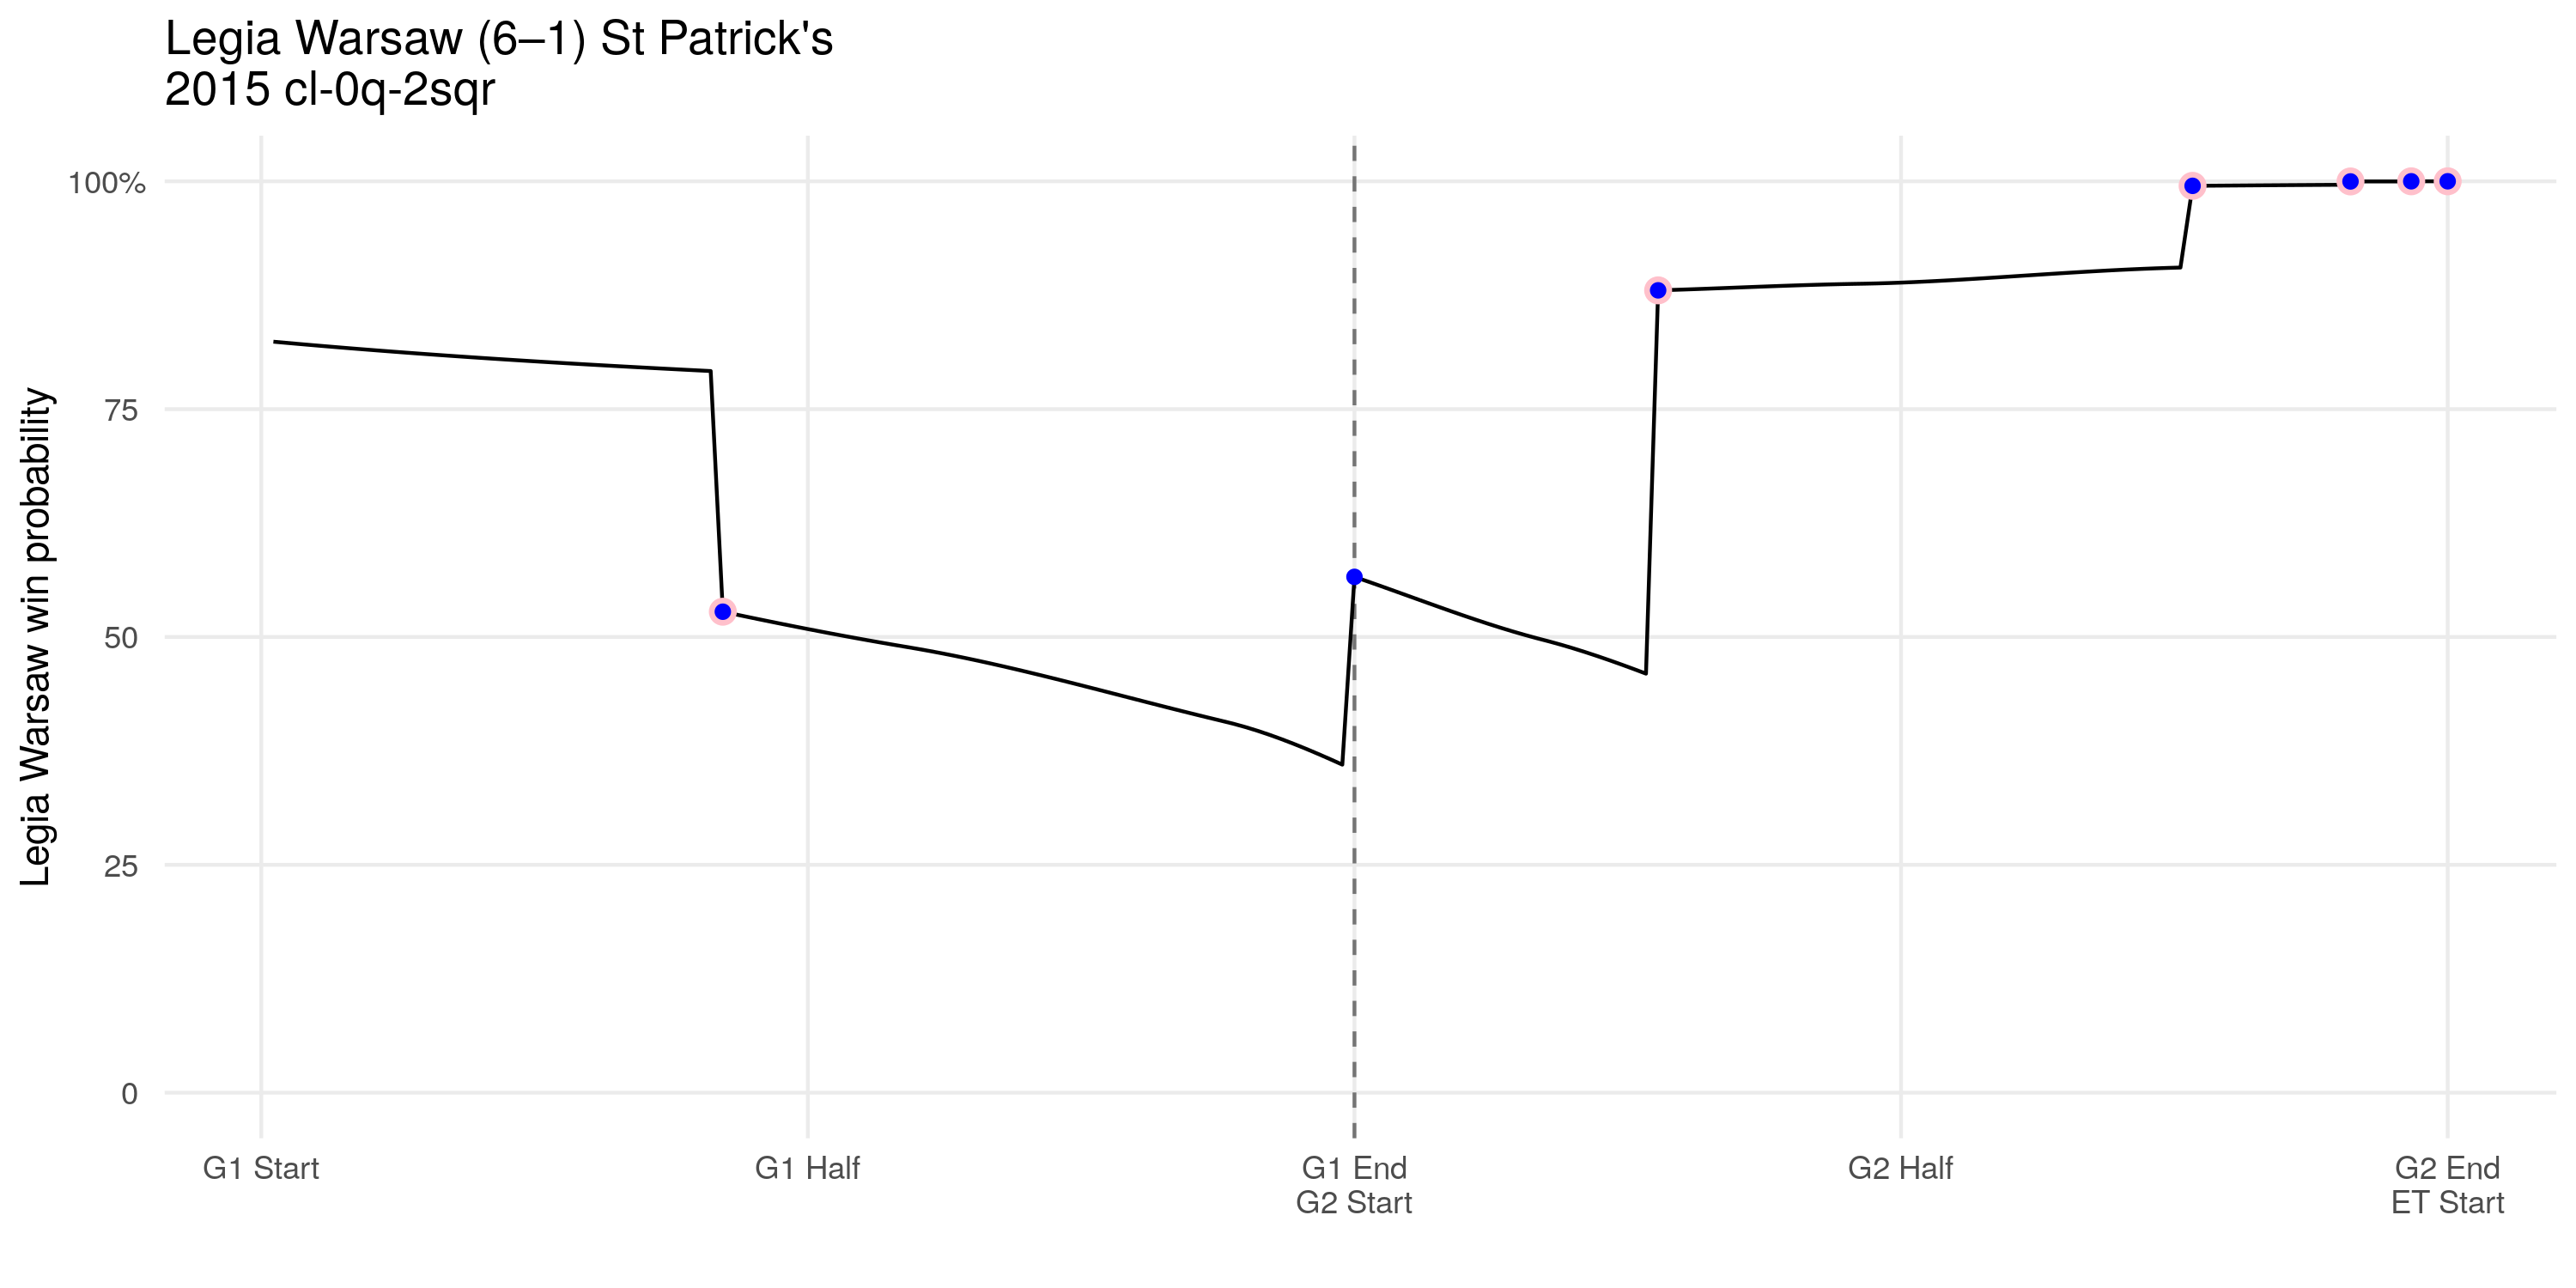 Legia Warsaw (6–1) St Patrick's
2015 cl-0q-2sqr
Legia Warsaw win probability
100%
75
50
25
0
G1 Start
G1 Half
G1 End
G2 Start
G2 Half
G2 End
ET Start